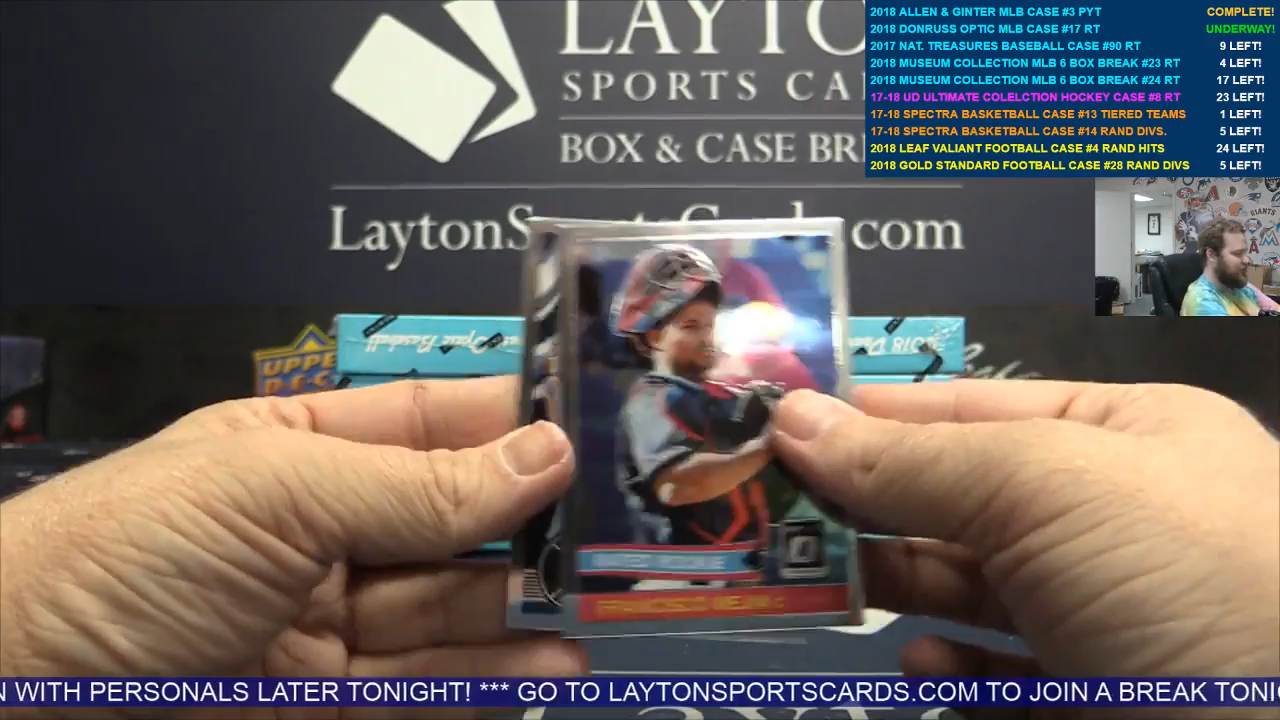 2018 ALLEN & GINTER MLB CASE #3 PYT COMPLETE!
2018 DONRUSS OPTIC MLB CASE #17 RT UNDERWAY!
2017 NAT. TREASURES BASEBALL CASE #90 RT 9 LEFT!
2018 MUSEUM COLLECTION MLB 6 BOX BREAK #23 RT 4 LEFT!
2018 MUSEUM COLLECTION MLB 6 BOX BREAK #24 RT 17 LEFT!
17-18 UD ULTIMATE COLELCTION HOCKEY CASE #8 RT 23 LEFT!
17-18 SPECTRA BASKETBALL CASE #13 TIERED TEAMS 1 LEFT!
17-18 SPECTRA BASKETBALL CASE #14 RAND DIVS. 5 LEFT!
2018 LEAF VALIANT FOOTBALL CASE #4 RAND HITS 24 LEFT!
2018 GOLD STANDARD FOOTBALL CASE #28 RAND DIVS 5 LEFT!
LAYTO
SPORTS CA
BOX & CASE BRE
LaytonS com
GIANTS
UPPE
Baseball
2018
RATED ROOKIE
FRANCISCO MEJIA C
N WITH PERSONALS LATER TONIGHT! *** GO TO LAYTONSPORTSCARDS.COM TO JOIN A BREAK TONIG